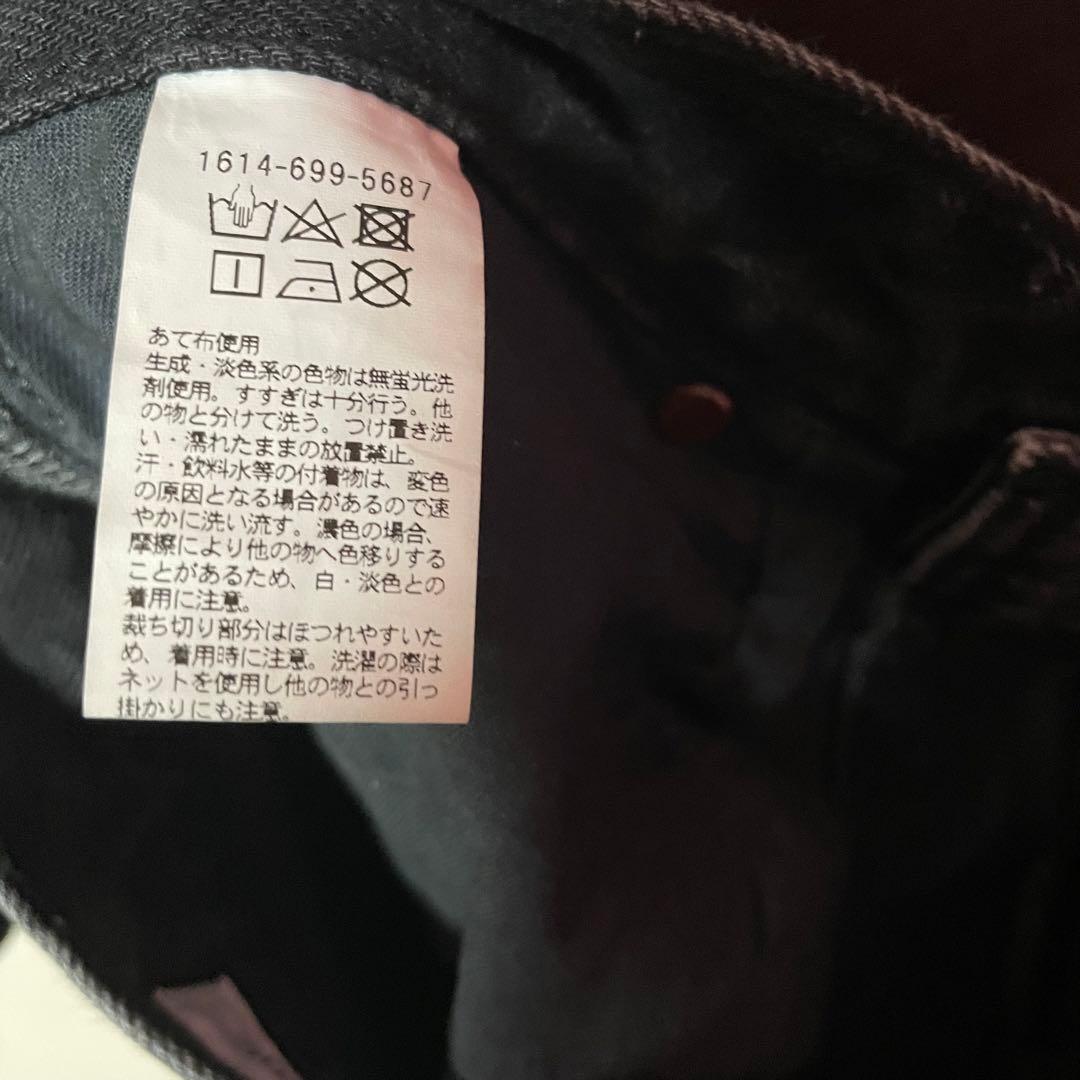 1614-699-5687
あて布使用
生成・淡色系の色物は無蛍光洗
剤使用。すすぎは十分行う。他
の物と分けて洗う。つけ置き洗
い・濡れたままの放置禁止。
汗・飲料水等の付着物は、変色
の原因となる場合があるので速
やかに洗い流す。濃色の場合、
摩擦により他の物へ色移りする
ことがあるため、白・淡色との
着用に注意。
裁ち切り部分はほつれやすいた
め、着用時に注意。洗濯の際は
ネットを使用し他の物との引っ
掛かりにも注意。